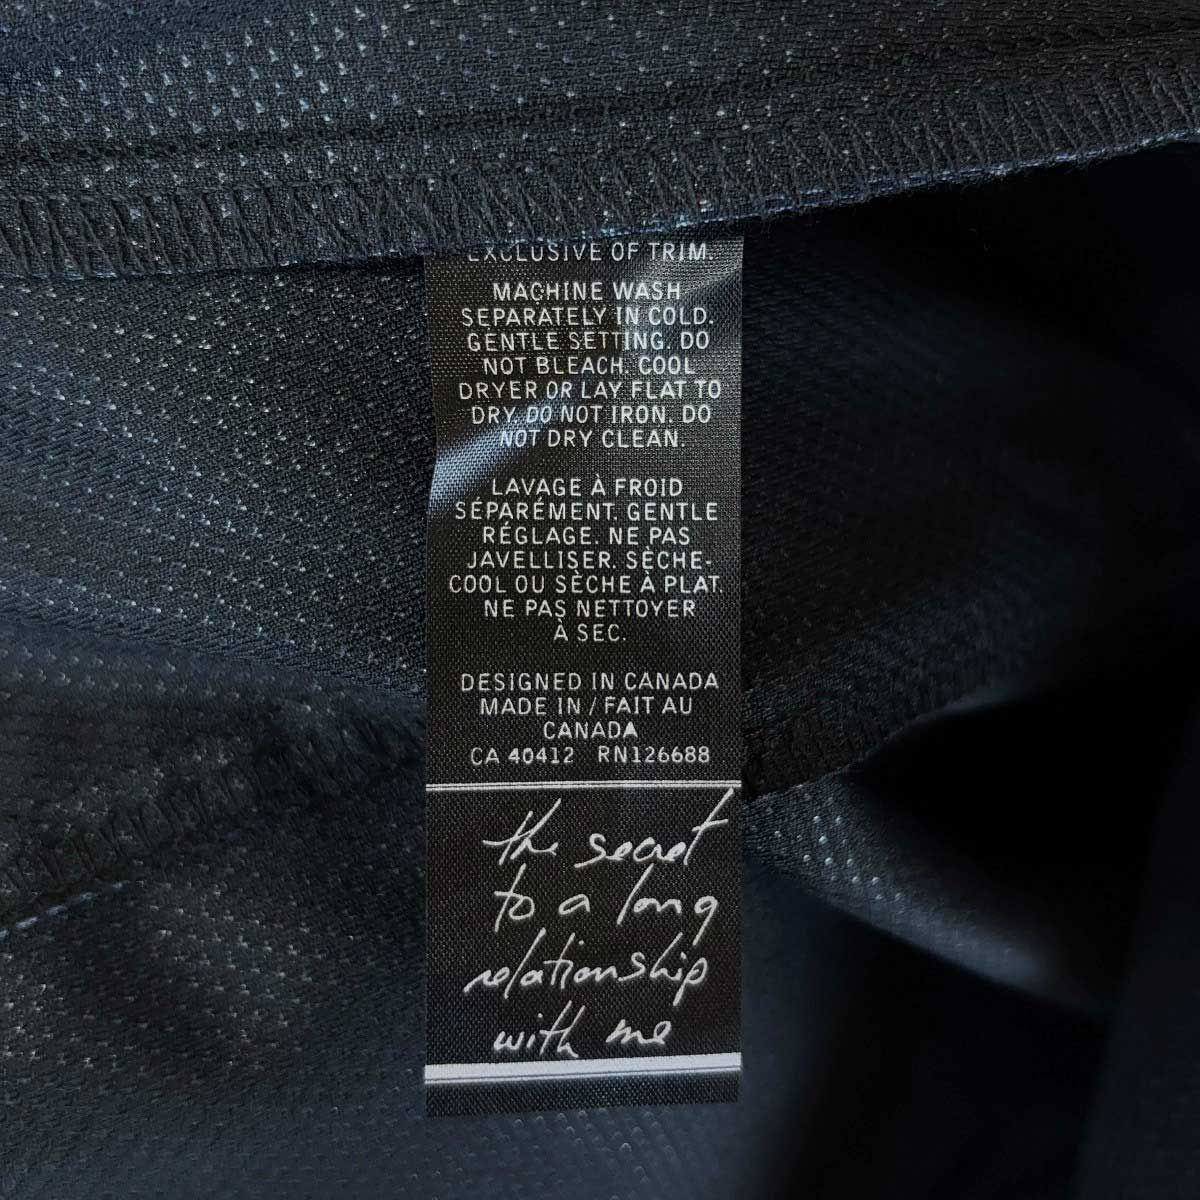 EXCLUSIVE OF TRIM.
MACHINE WASH
SEPARATELY IN COLD.
GENTLE SETTING. DO
NOT BLEACH. COOL
DRYER OR LAY FLAT TO
DRY. DO NOT IRON. DO
NOT DRY CLEAN.
LAVAGE À FROID
SÉPARÉMENT. GENTLE
RÉGLAGE. NE PAS
JAVELLISER. SÈCHE-
COOL OU SÈCHE À PLAT.
NE PAS NETTOYER
À SEC.
DESIGNED IN CANADA
MADE IN / FAIT AU
CANADA
CA 40412 RN126688
the secret
to a long
relationship
with me